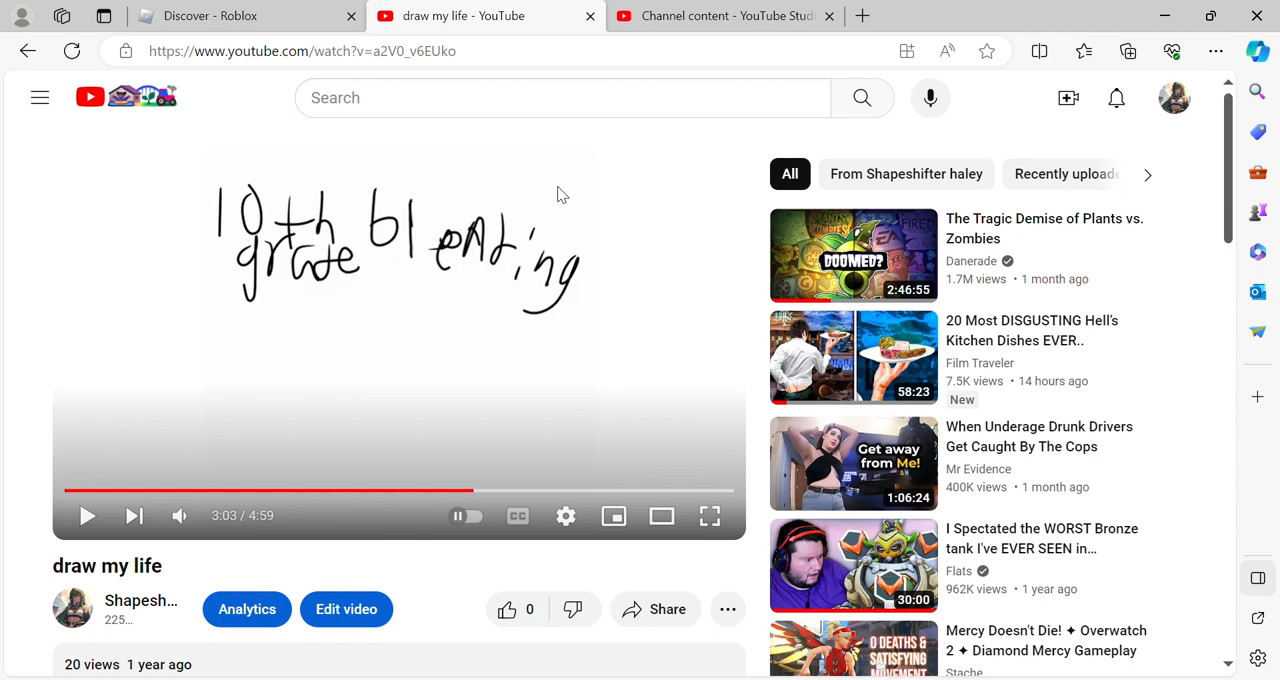 Discover - Roblox
draw my life - YouTube
Channel content - YouTube Studi
https://www.youtube.com/watch?v=a2V0_v6EUko
Search
10th bleating
grade
3:03 / 4:59
CC
draw my life
Shapesh...
225...
Analytics
Edit video
0
Share
20 views 1 year ago
All
From Shapeshifter haley
Recently uploade
DOOMED?
2:46:55
The Tragic Demise of Plants vs.
Zombies
Danerade
1.7M views • 1 month ago
58:23
20 Most DISGUSTING Hell's
Kitchen Dishes EVER..
Film Traveler
7.5K views • 14 hours ago
New
Get away
from Me!
1:06:24
When Underage Drunk Drivers
Get Caught By The Cops
Mr Evidence
400K views • 1 month ago
30:00
I Spectated the WORST Bronze
tank I've EVER SEEN in...
Flats
962K views • 1 year ago
0 DEATHS &
SATISFYING
MOVEMENT
Mercy Doesn't Die! ✦ Overwatch
2 ✦ Diamond Mercy Gameplay
Stache